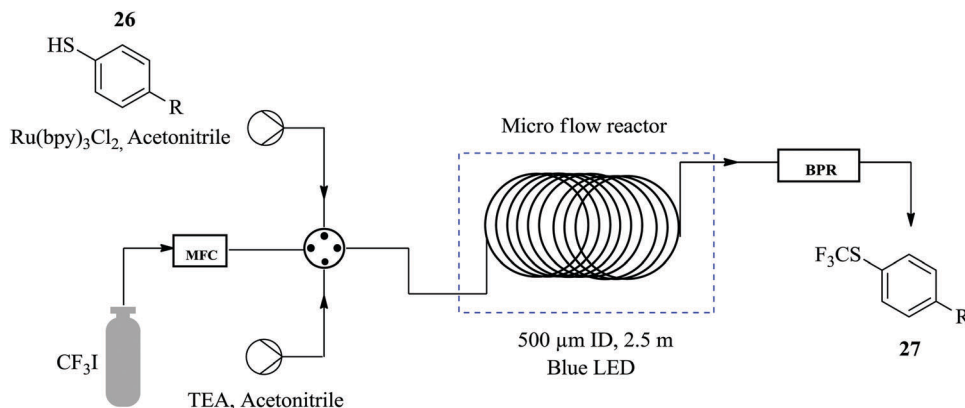 26
HS
R
Ru(bpy)₃Cl₂, Acetonitrile
Micro flow reactor
BPR
MFC
F₃CS
R
27
500 µm ID, 2.5 m
Blue LED
CF₃I
TEA, Acetonitrile